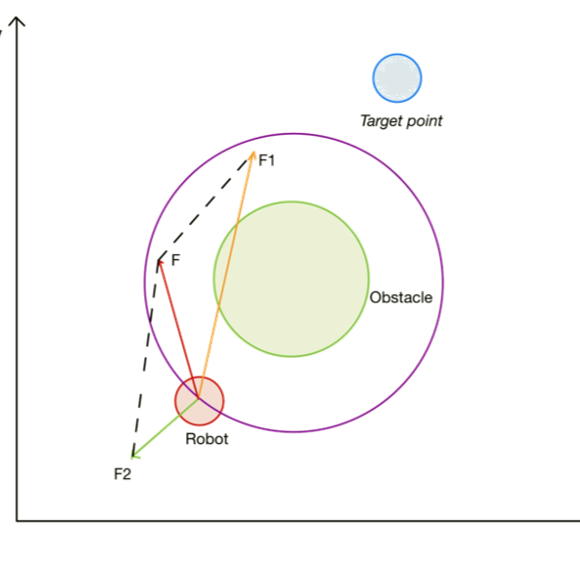 Target point
F1
F
Obstacle
Robot
F2